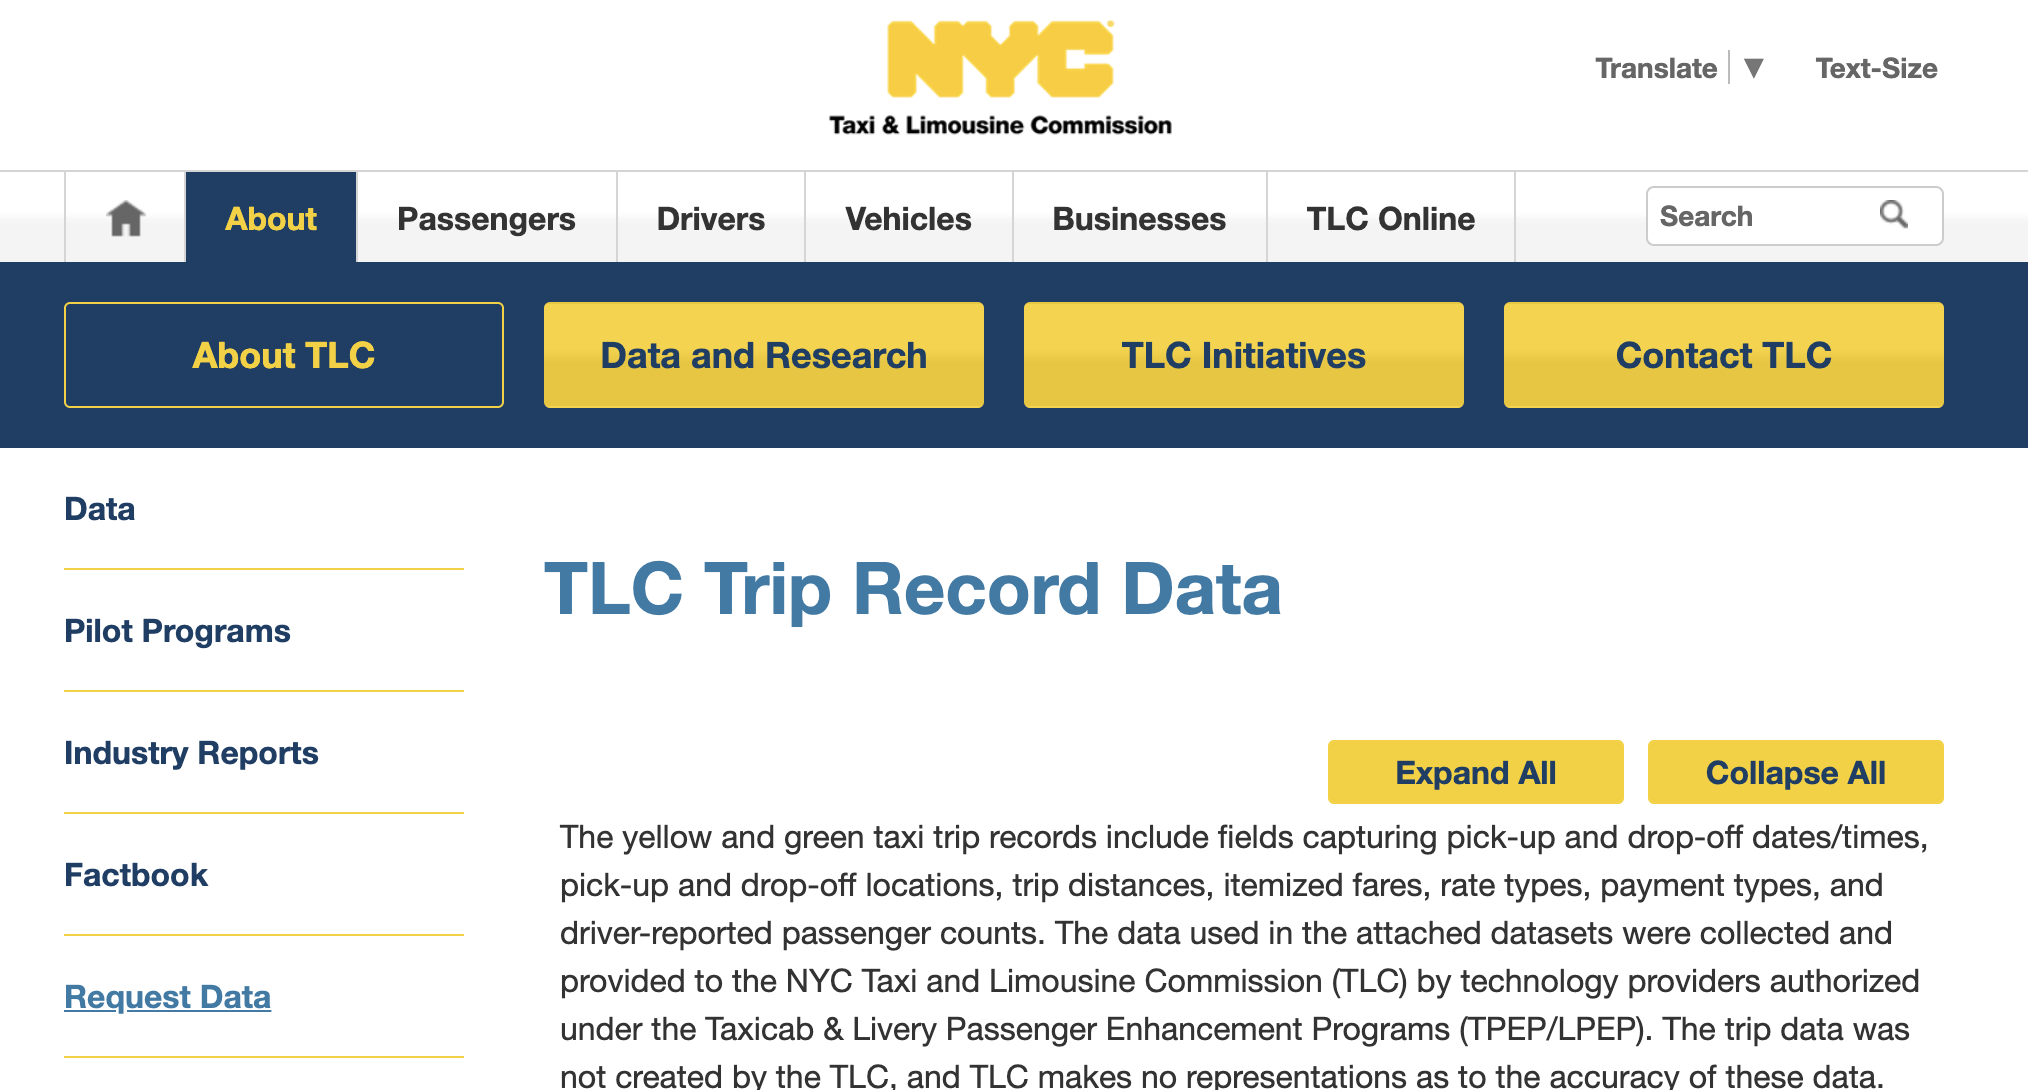 NYC
Taxi & Limousine Commission
Translate ▼ Text-Size
About Passengers Drivers Vehicles Businesses TLC Online Search
About TLC Data and Research TLC Initiatives Contact TLC
Data
Pilot Programs
Industry Reports
Factbook
Request Data
TLC Trip Record Data
Expand All Collapse All
The yellow and green taxi trip records include fields capturing pick-up and drop-off dates/times,
pick-up and drop-off locations, trip distances, itemized fares, rate types, payment types, and
driver-reported passenger counts. The data used in the attached datasets were collected and
provided to the NYC Taxi and Limousine Commission (TLC) by technology providers authorized
under the Taxicab & Livery Passenger Enhancement Programs (TPEP/LPEP). The trip data was
not created by the TLC, and TLC makes no representations as to the accuracy of these data.